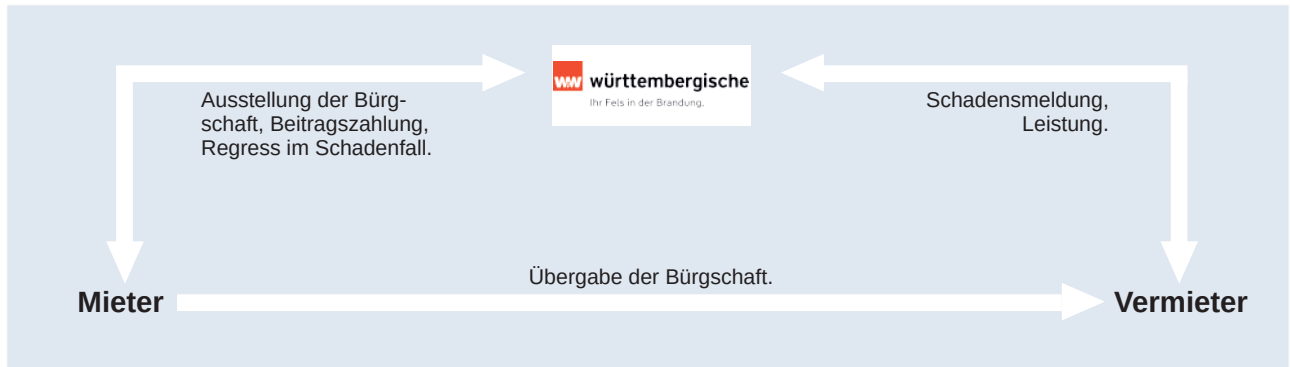 ww württembergische
Ihr Fels in der Brandung.
Ausstellung der Bürg-
schaft, Beitragszahlung,
Regress im Schadenfall.
Schadensmeldung,
Leistung.
Übergabe der Bürgschaft.
Mieter
Vermieter